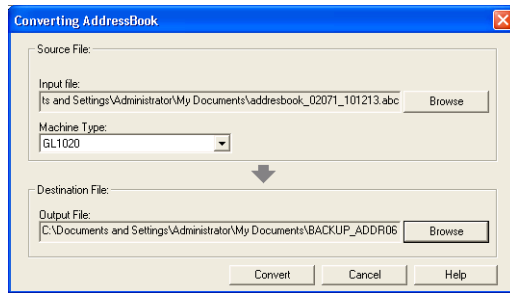 Converting AddressBook
Source File:
Input file:
ts and Settings\Administrator\My Documents\addresbook_02071_101213.abc
Browse
Machine Type:
GL1020
Destination File:
Output File:
C:\Documents and Settings\Administrator\My Documents\BACKUP_ADDR06
Browse
Convert Cancel Help